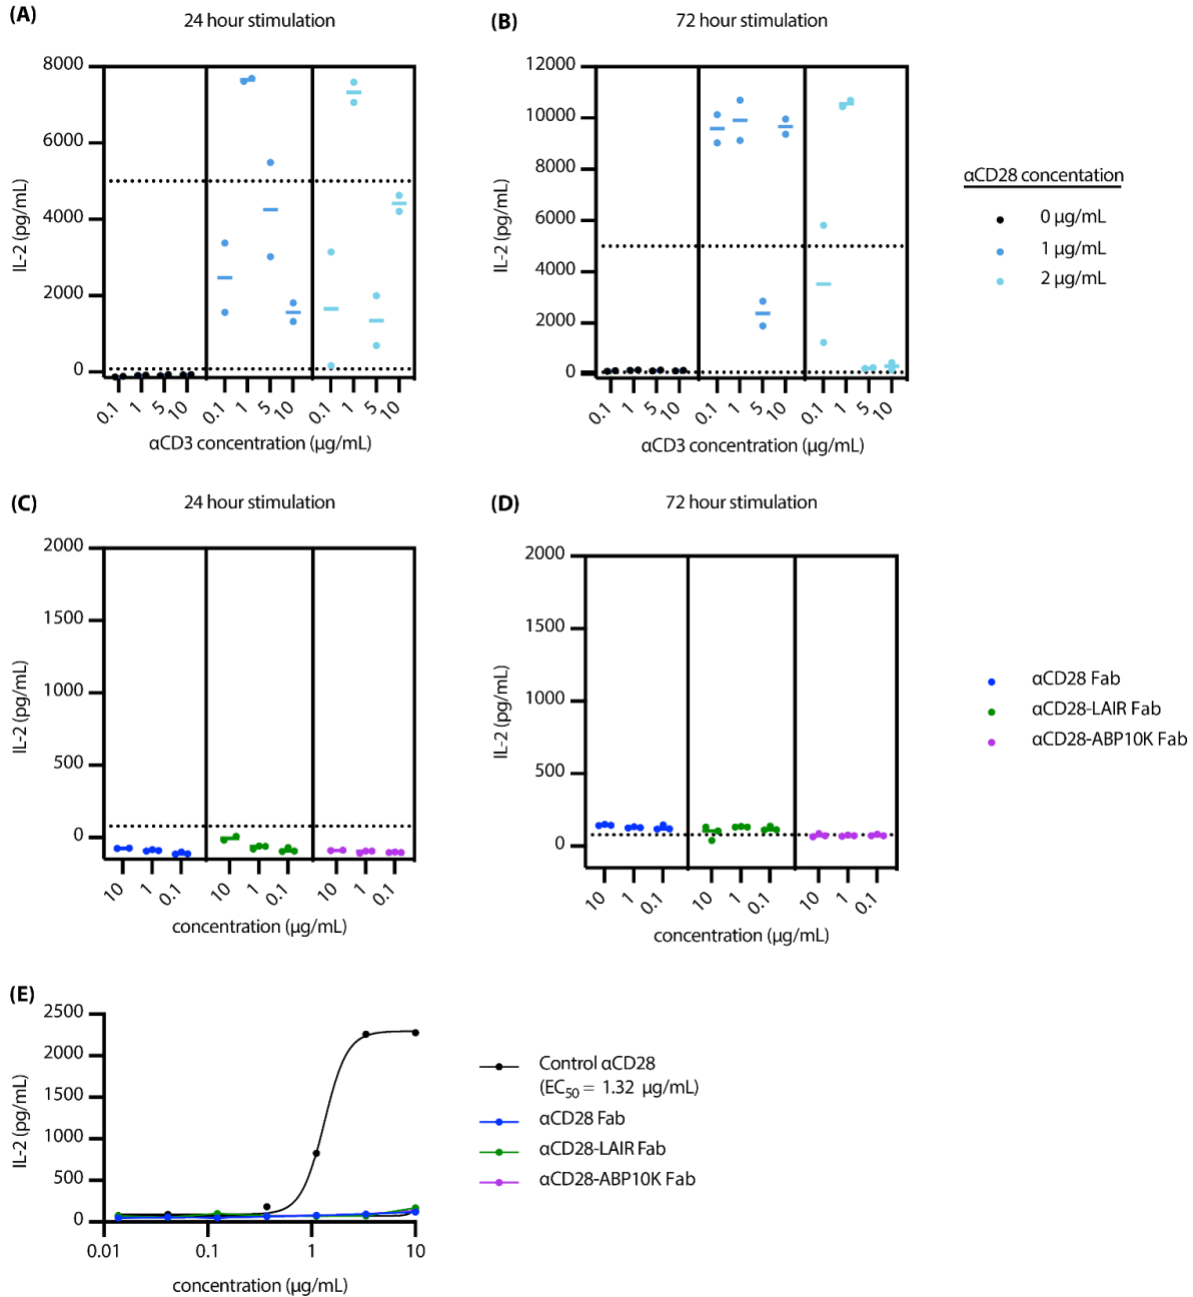 (A)
24 hour stimulation
8000
6000
4000
2000
0
IL-2 (pg/mL)
0.1 1 5 10 0.1 1 5 10 0.1 1 5 10
αCD3 concentration (µg/mL)
(B)
72 hour stimulation
12000
10000
8000
6000
4000
2000
0
IL-2 (pg/mL)
0.1 1 5 10 0.1 1 5 10 0.1 1 5 10
αCD3 concentration (µg/mL)
αCD28 concentation
0 µg/mL
1 µg/mL
2 µg/mL
(C)
24 hour stimulation
2000
1500
1000
500
0
IL-2 (pg/mL)
10 1 0.1 10 1 0.1 10 1 0.1
concentration (µg/mL)
(D)
72 hour stimulation
2000
1500
1000
500
0
IL-2 (pg/mL)
10 1 0.1 10 1 0.1 10 1 0.1
concentration (µg/mL)
αCD28 Fab
αCD28-LAIR Fab
αCD28-ABP10K Fab
(E)
2500
2000
1500
1000
500
0
IL-2 (pg/mL)
0.01 0.1 1 10
concentration (µg/mL)
Control αCD28
(EC50 = 1.32 µg/mL)
αCD28 Fab
αCD28-LAIR Fab
αCD28-ABP10K Fab